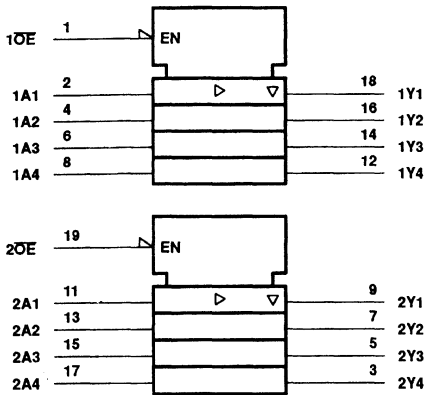 1
1OE EN
2 18
1A1 1Y1
4 16
1A2 1Y2
6 14
1A3 1Y3
8 12
1A4 1Y4
19
2OE EN
11 9
2A1 2Y1
13 7
2A2 2Y2
15 5
2A3 2Y3
17 3
2A4 2Y4